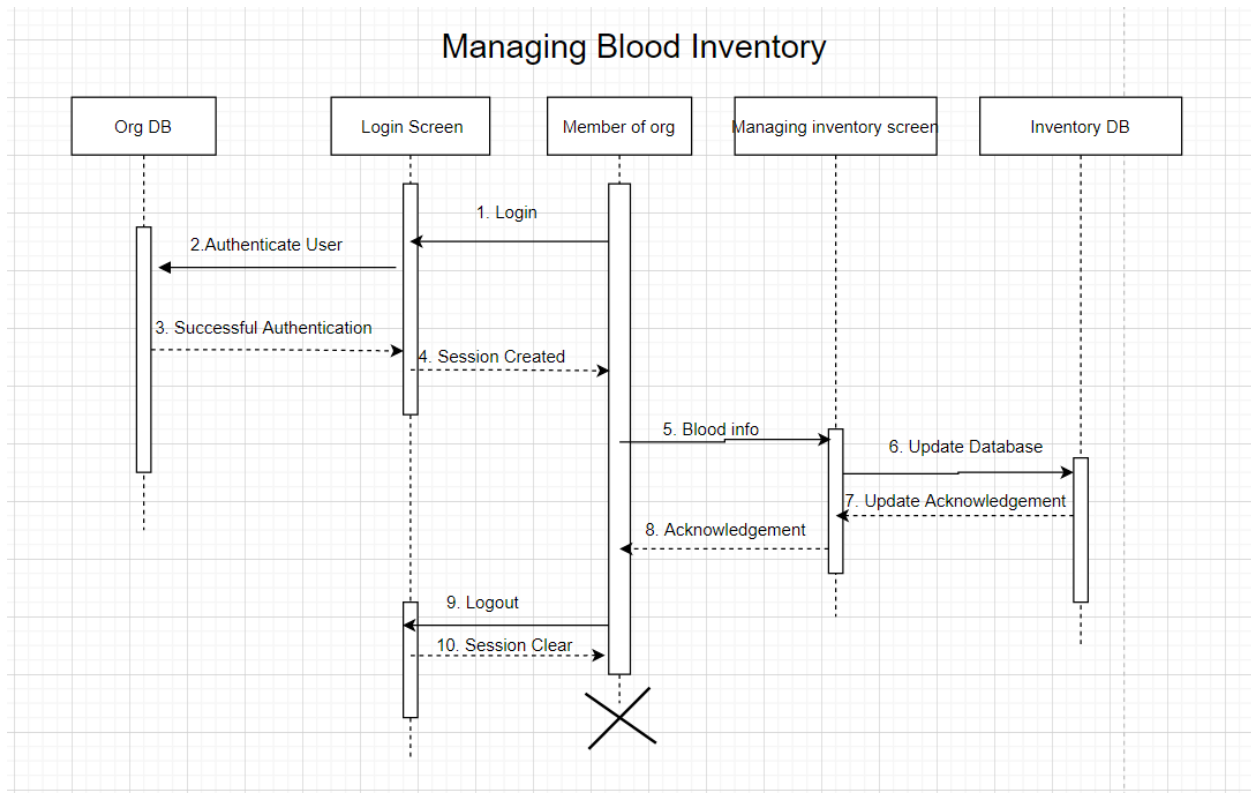 Managing Blood Inventory
Org DB
Login Screen
Member of org
Managing inventory screen
Inventory DB
1. Login
2.Authenticate User
3. Successful Authentication
4. Session Created
5. Blood info
6. Update Database
7. Update Acknowledgement
8. Acknowledgement
9. Logout
10. Session Clear